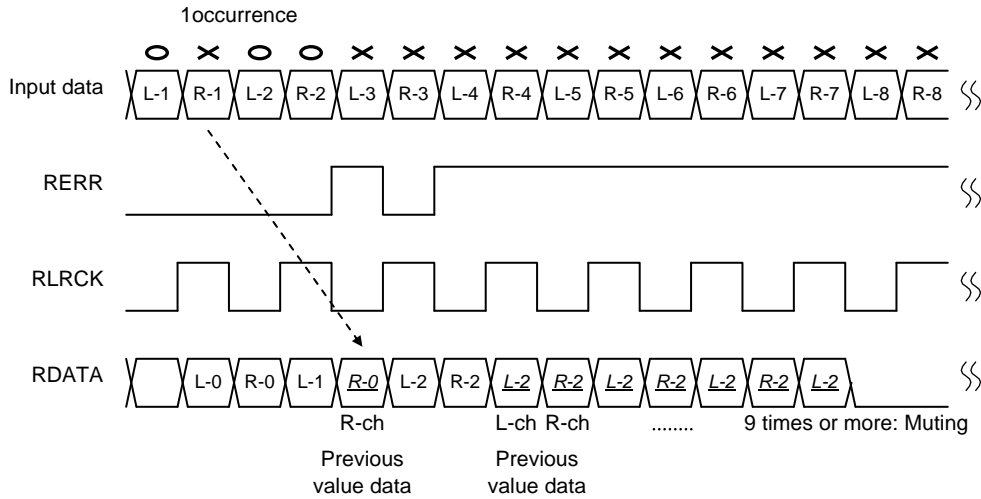 1occurrence
O X O O X X X X X X X X X X X X
Input data L-1 R-1 L-2 R-2 L-3 R-3 L-4 R-4 L-5 R-5 L-6 R-6 L-7 R-7 L-8 R-8
RERR
RLRCK
RDATA L-0 R-0 L-1 R-0 L-2 R-2 L-2 R-2 L-2 R-2 L-2 R-2 L-2
R-ch L-ch R-ch ........ 9 times or more: Muting
Previous Previous
value data value data